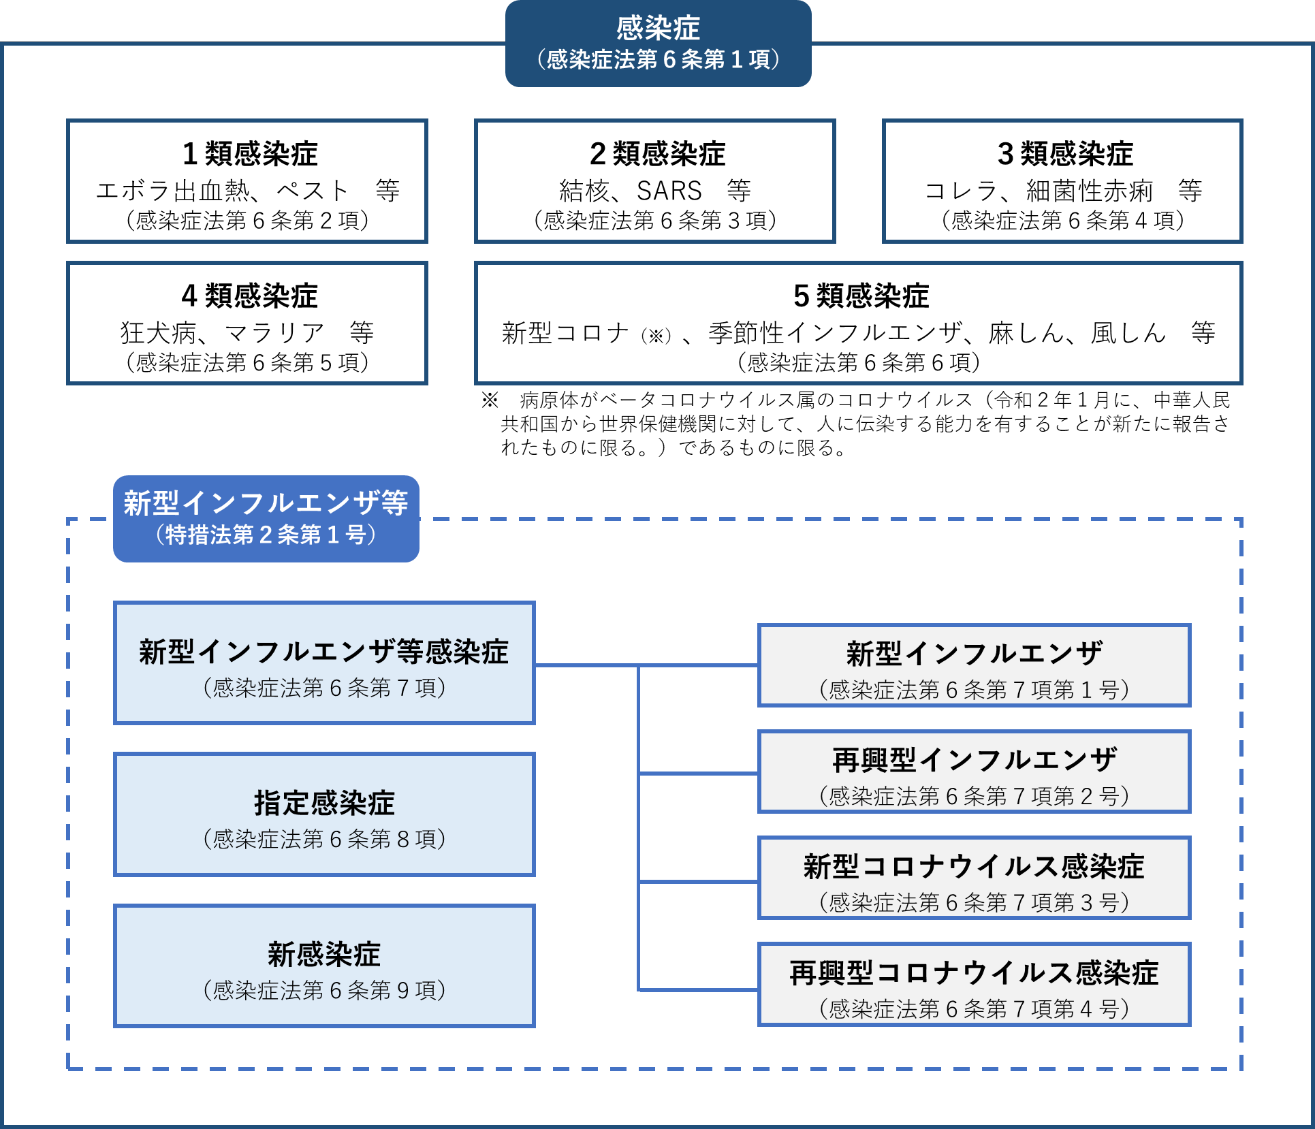 感染症
（感染症法第６条第１項）
１類感染症
エボラ出血熱、ペスト　等
（感染症法第６条第２項）
２類感染症
結核、SARS　等
（感染症法第６条第３項）
３類感染症
コレラ、細菌性赤痢　等
（感染症法第６条第４項）
４類感染症
狂犬病、マラリア　等
（感染症法第６条第５項）
５類感染症
新型コロナ（※）、季節性インフルエンザ、麻しん、風しん　等
（感染症法第６条第６項）
※　病原体がベータコロナウイルス属のコロナウイルス（令和２年１月に、中華人民
共和国から世界保健機関に対して、人に伝染する能力を有することが新たに報告さ
れたものに限る。）であるものに限る。
新型インフルエンザ等
（特措法第２条第１号）
新型インフルエンザ等感染症
（感染症法第６条第７項）
指定感染症
（感染症法第６条第８項）
新感染症
（感染症法第６条第９項）
新型インフルエンザ
（感染症法第６条第７項第１号）
再興型インフルエンザ
（感染症法第６条第７項第２号）
新型コロナウイルス感染症
（感染症法第６条第７項第３号）
再興型コロナウイルス感染症
（感染症法第６条第７項第４号）